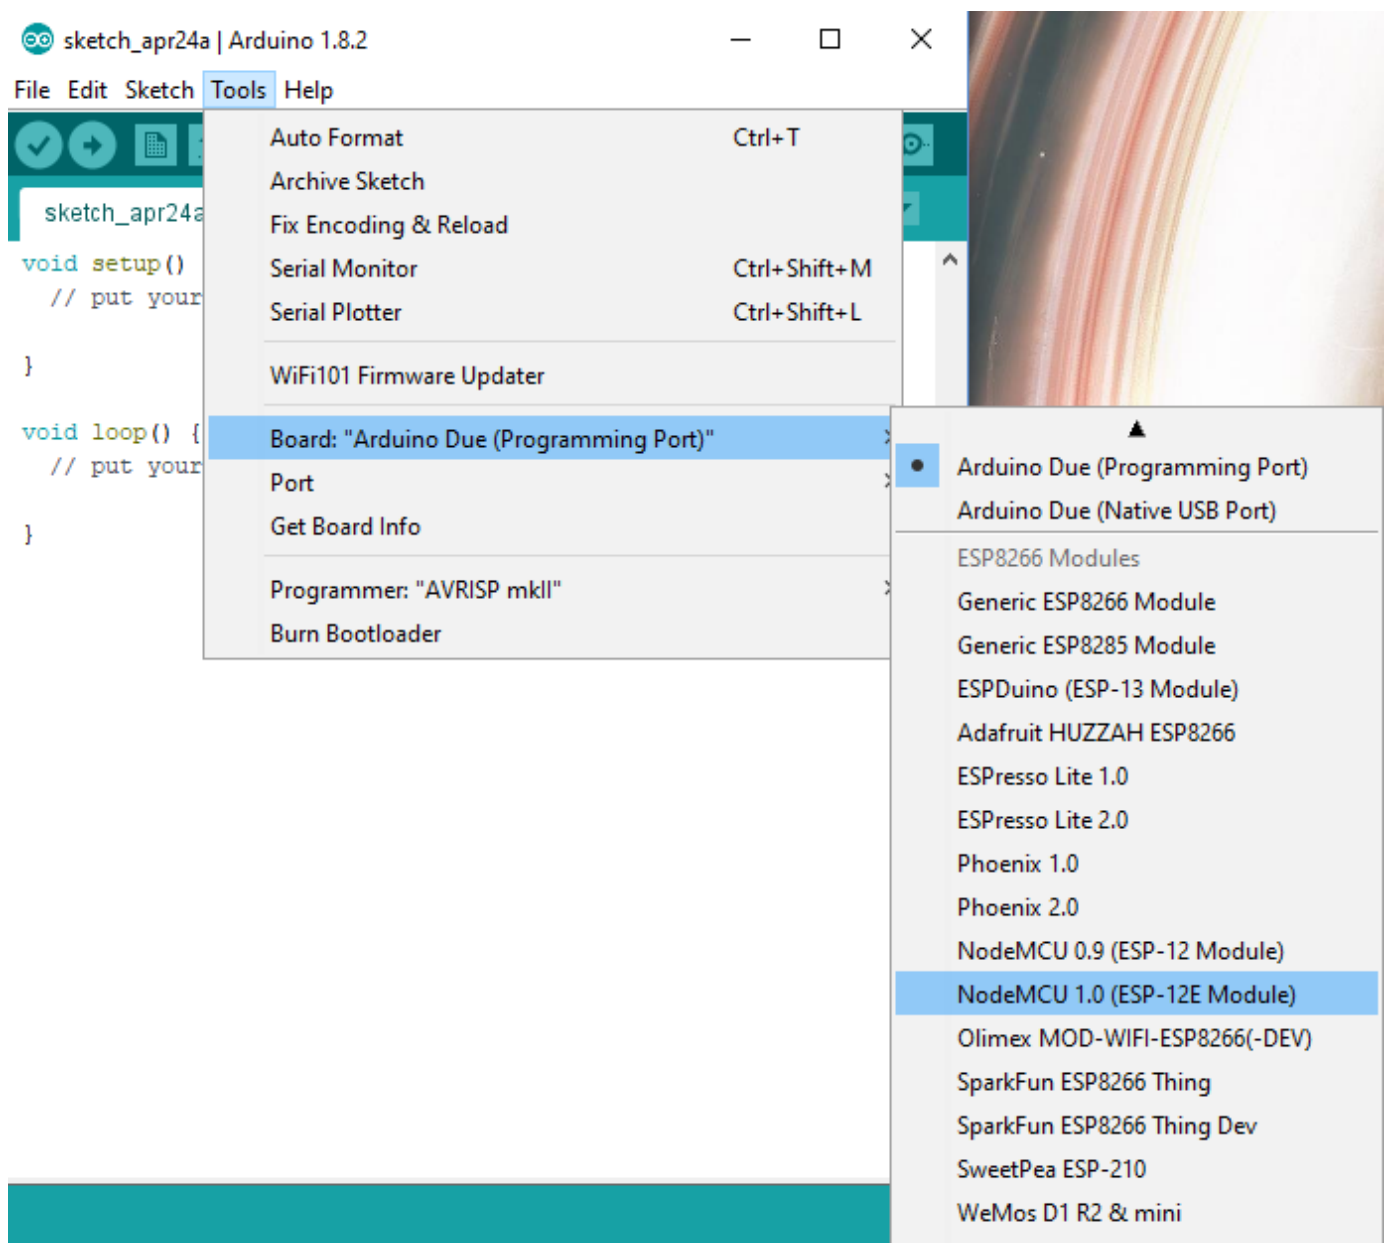 sketch_apr24a | Arduino 1.8.2
File Edit Sketch Tools Help
Auto Format Ctrl+T
Archive Sketch
sketch_apr24a
Fix Encoding & Reload
void setup()
Serial Monitor Ctrl+Shift+M
// put your
Serial Plotter Ctrl+Shift+L
}
WiFi101 Firmware Updater
void loop() {
Board: "Arduino Due (Programming Port)"
// put your
Port
Get Board Info
}
Programmer: "AVRISP mkII"
Burn Bootloader
Arduino Due (Programming Port)
Arduino Due (Native USB Port)
ESP8266 Modules
Generic ESP8266 Module
Generic ESP8285 Module
ESPDuino (ESP-13 Module)
Adafruit HUZZAH ESP8266
ESPresso Lite 1.0
ESPresso Lite 2.0
Phoenix 1.0
Phoenix 2.0
NodeMCU 0.9 (ESP-12 Module)
NodeMCU 1.0 (ESP-12E Module)
Olimex MOD-WIFI-ESP8266(-DEV)
SparkFun ESP8266 Thing
SparkFun ESP8266 Thing Dev
SweetPea ESP-210
WeMos D1 R2 & mini